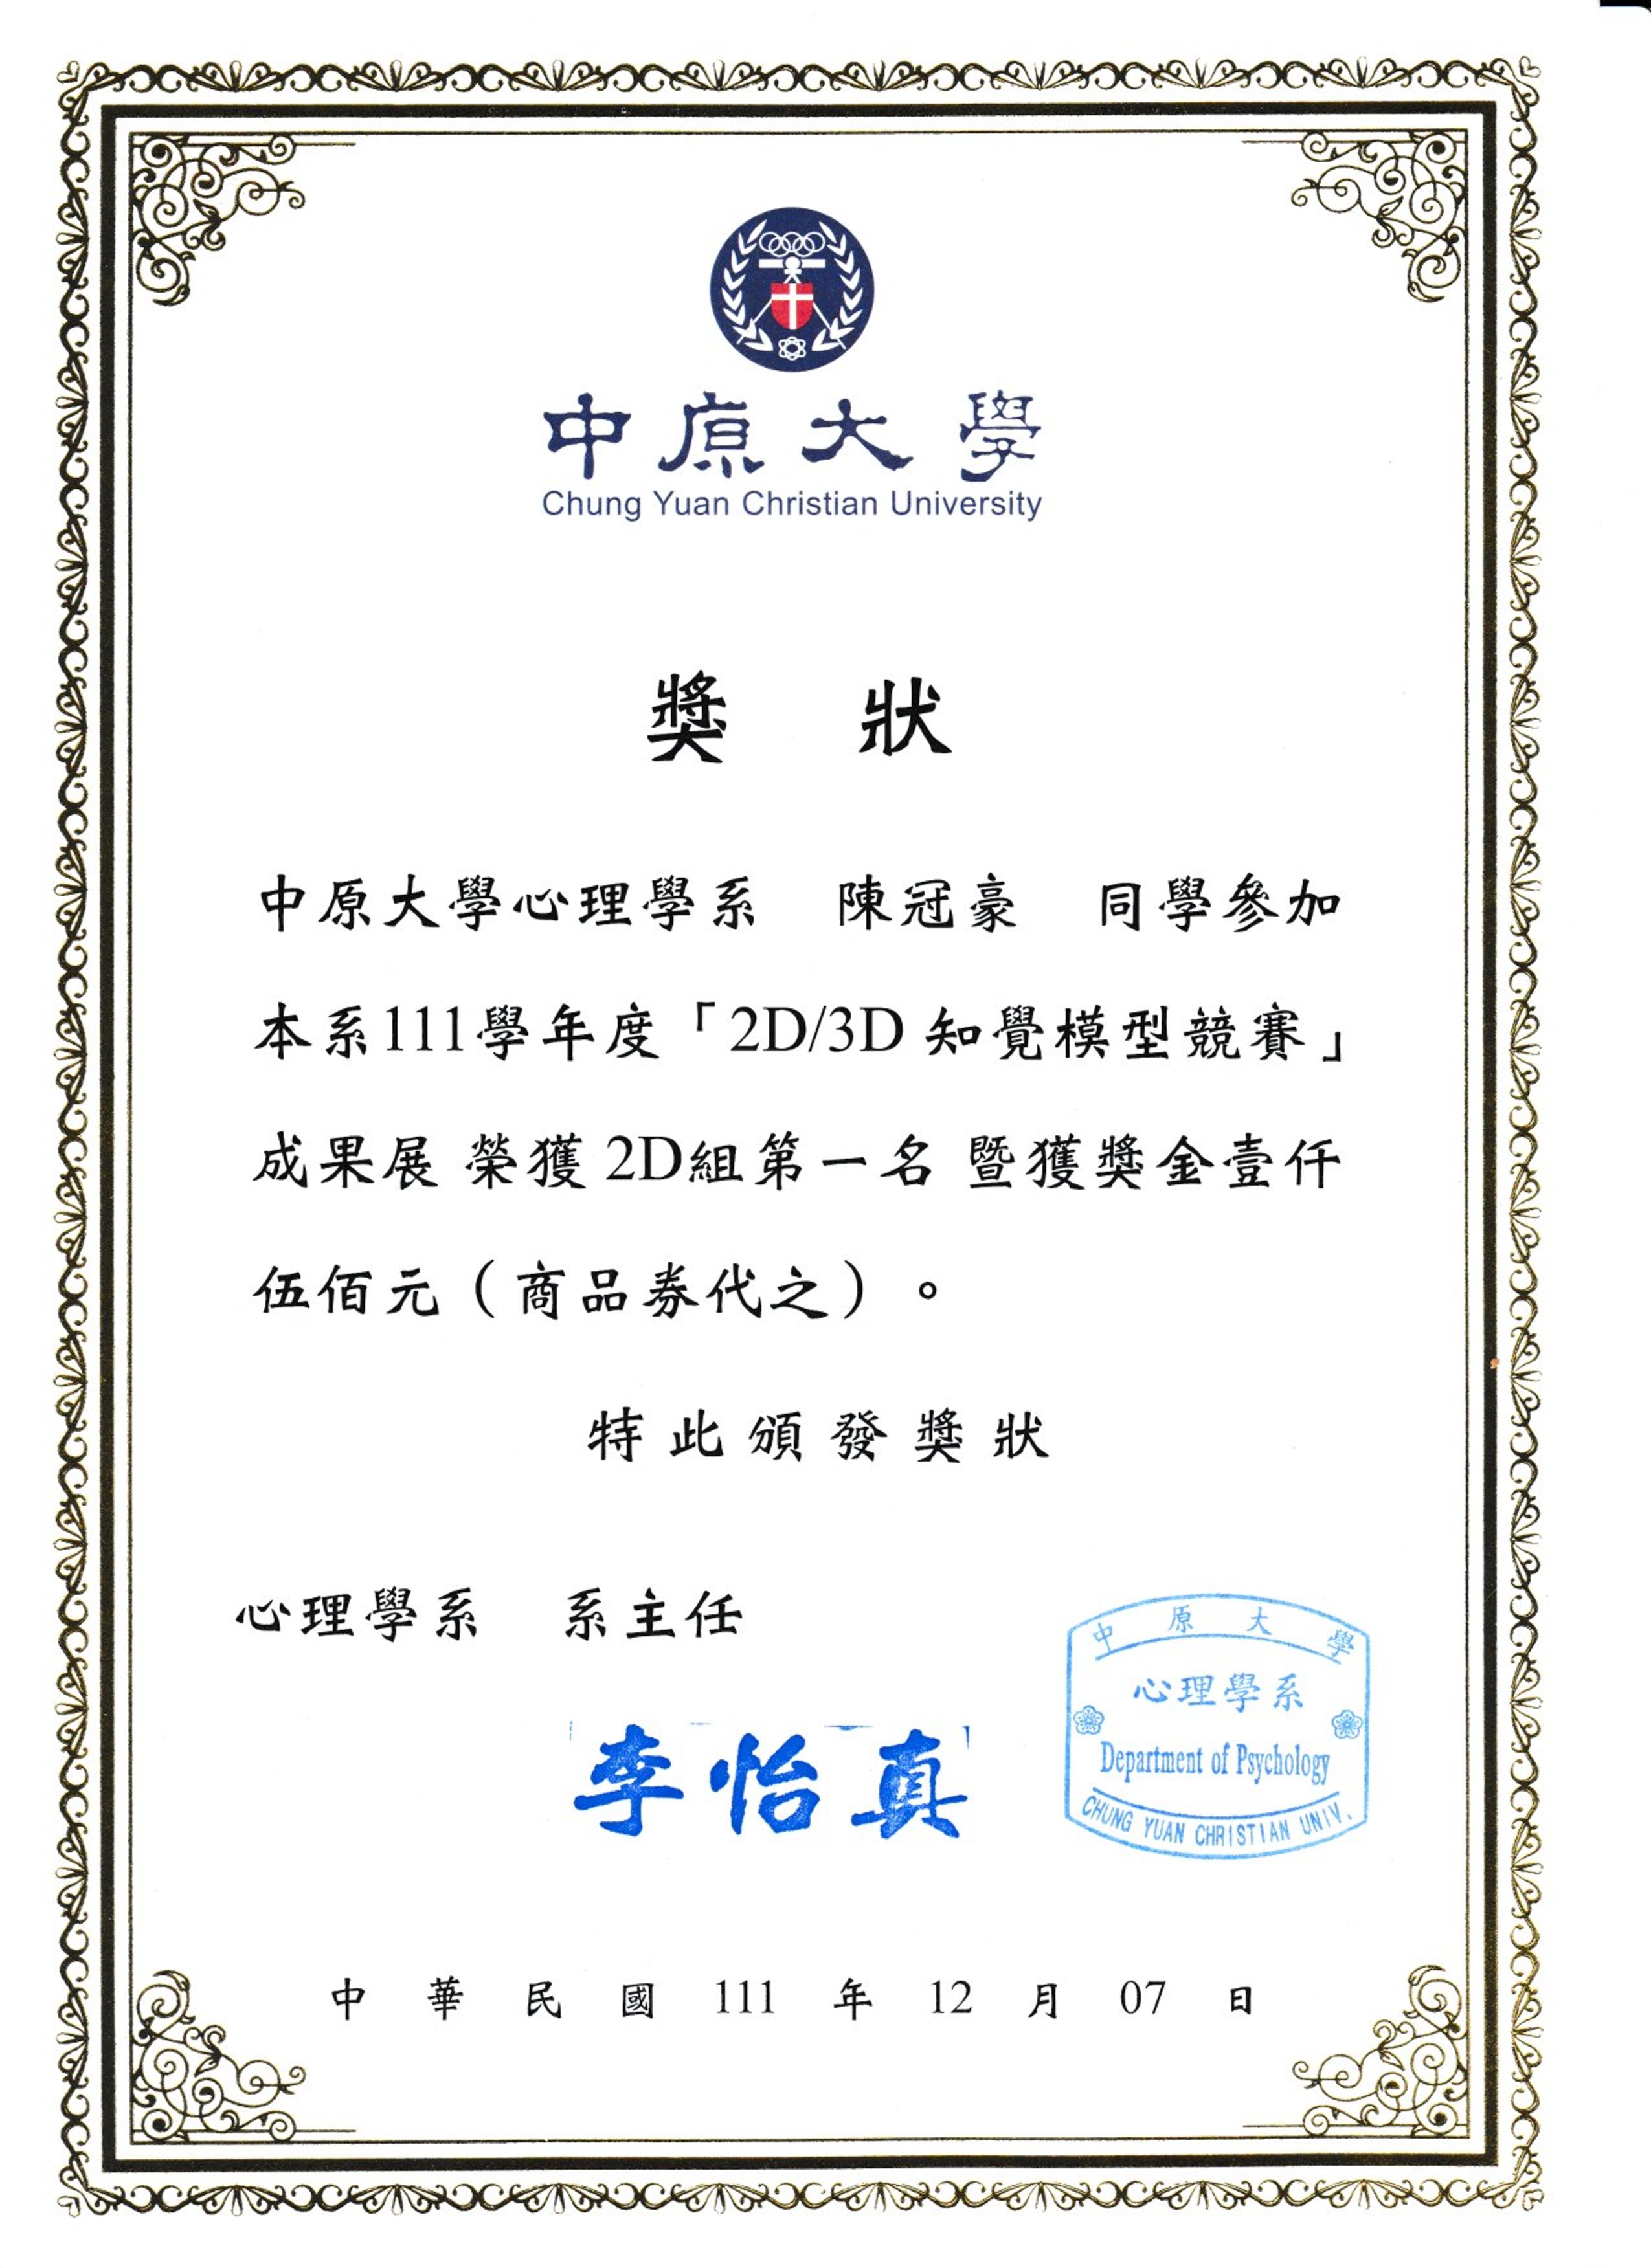 中原大學
Chung Yuan Christian University
獎狀
中原大學心理學系 陳冠豪 同學參加
本系111學年度「2D/3D 知覺模型競賽」
成果展 榮獲 2D組第一名 暨獲獎金壹仟
伍佰元（商品券代之）。
特此頒發獎狀
心理學系 系主任
李怡真
中原大學
心理學系
Department of Psychology
CHUNG YUAN CHRISTIAN UNIV.
中華民國 111 年 12 月 07 日